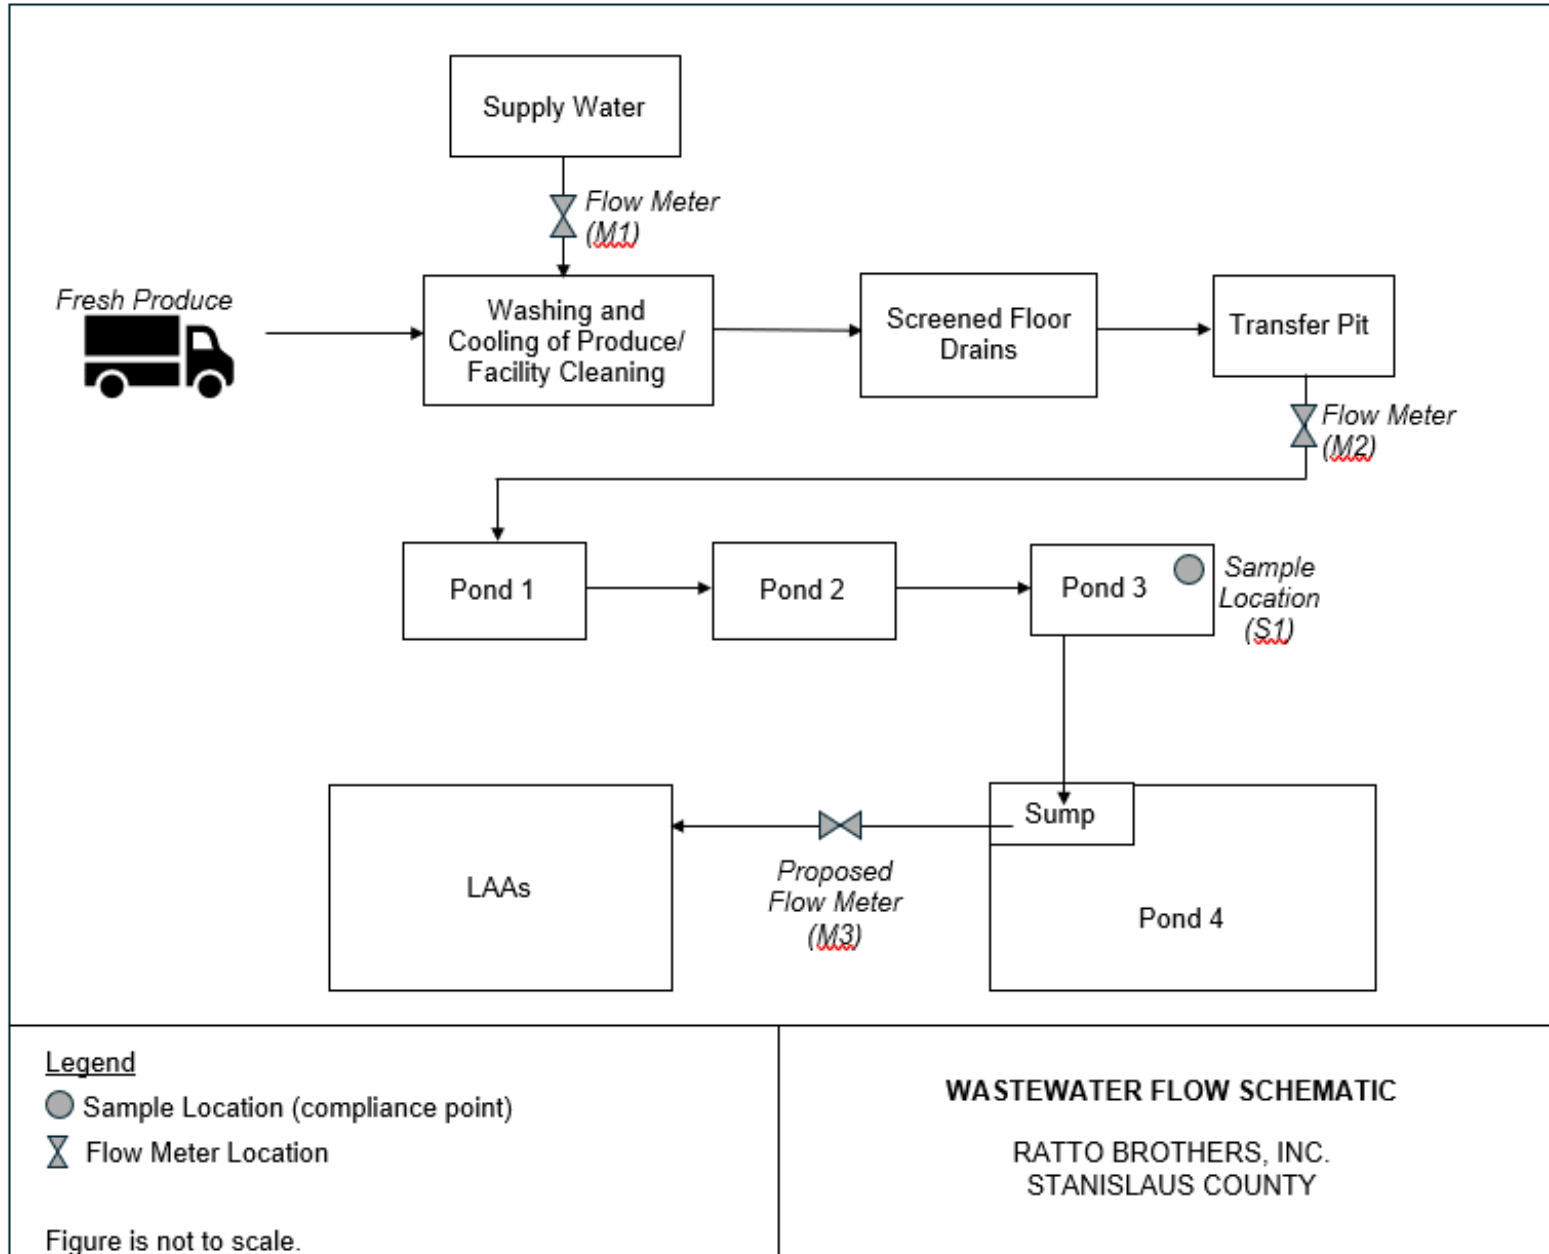 Supply Water
Flow Meter
(M1)
Fresh Produce
Washing and
Cooling of Produce/
Facility Cleaning
Screened Floor
Drains
Transfer Pit
Flow Meter
(M2)
Pond 1
Pond 2
Pond 3
Sample
Location
(S1)
Sump
LAAs
Proposed
Flow Meter
(M3)
Pond 4
Legend
Sample Location (compliance point)
Flow Meter Location
Figure is not to scale.
WASTEWATER FLOW SCHEMATIC
RATTO BROTHERS, INC.
STANISLAUS COUNTY